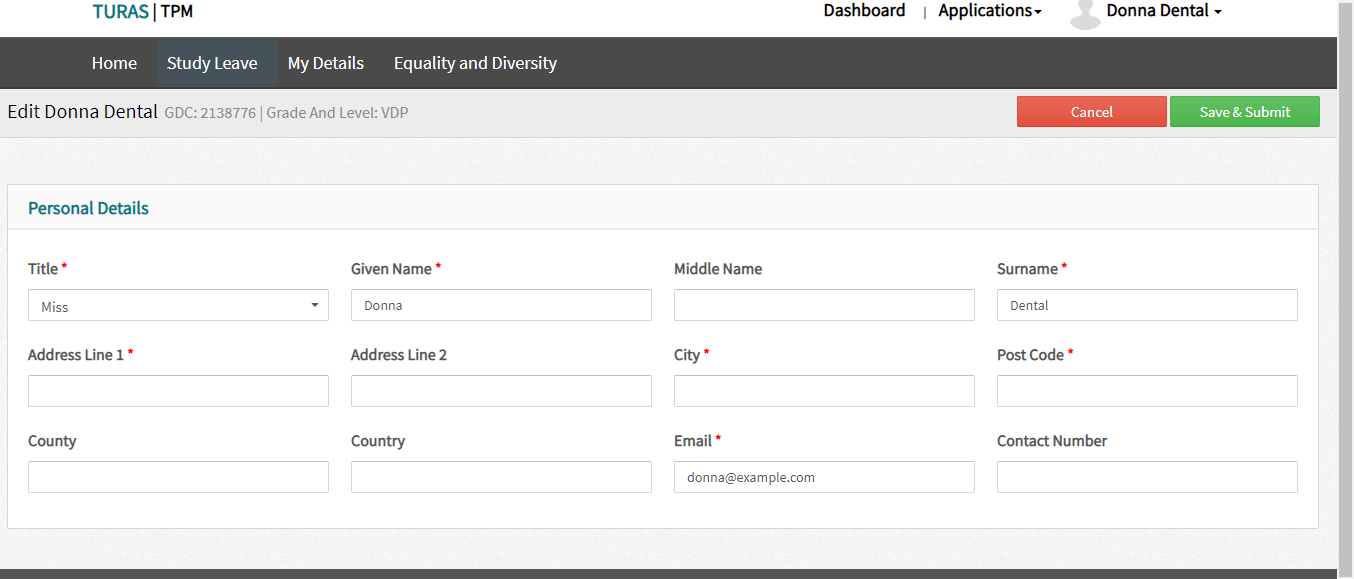 TURAS | TPM Dashboard | Applications Donna Dental
Home Study Leave My Details Equality and Diversity
Edit Donna Dental GDC: 2138776 | Grade And Level: VDP Cancel Save & Submit
Personal Details
Title * Given Name * Middle Name Surname *
Miss Donna Dental
Address Line 1 * Address Line 2 City * Post Code *
County Country Email * Contact Number
donna@example.com